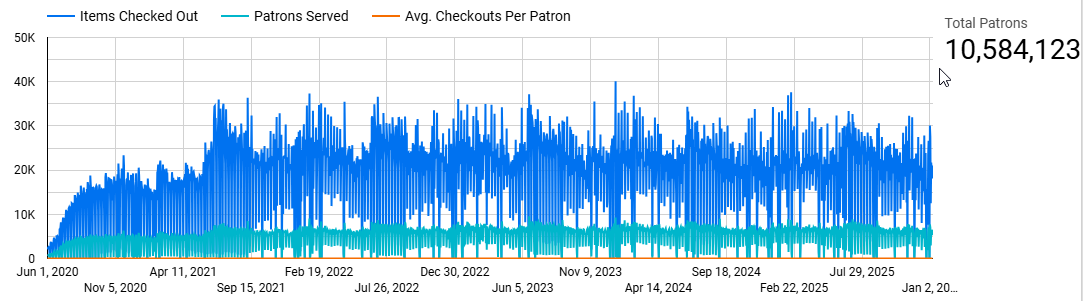 Items Checked Out Patrons Served Avg. Checkouts Per Patron
Total Patrons
10,584,123
50K
40K
30K
20K
10K
0
Jun 1, 2020 Apr 11, 2021 Feb 19, 2022 Dec 30, 2022 Nov 9, 2023 Sep 18, 2024 Jul 29, 2025
Nov 5, 2020 Sep 15, 2021 Jul 26, 2022 Jun 5, 2023 Apr 14, 2024 Feb 22, 2025 Jan 2, 20...